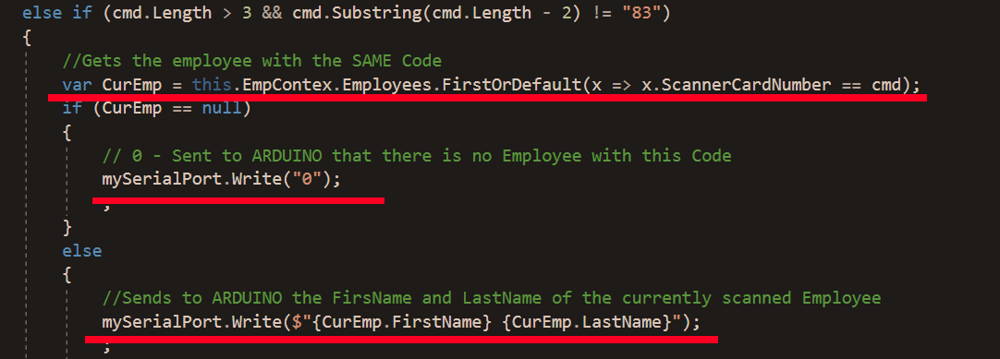 else if (cmd.Length > 3 && cmd.Substring(cmd.Length - 2) != "83")
{
//Gets the employee with the SAME Code
var CurEmp = this.EmpContex.Employees.FirstOrDefault(x => x.ScannerCardNumber == cmd);
if (CurEmp == null)
{
// 0 - Sent to ARDUINO that there is no Employee with this Code
mySerialPort.Write("0");
;
}
else
{
//Sends to ARDUINO the FirsName and LastName of the currently scanned Employee
mySerialPort.Write($"{CurEmp.FirstName} {CurEmp.LastName}");
;